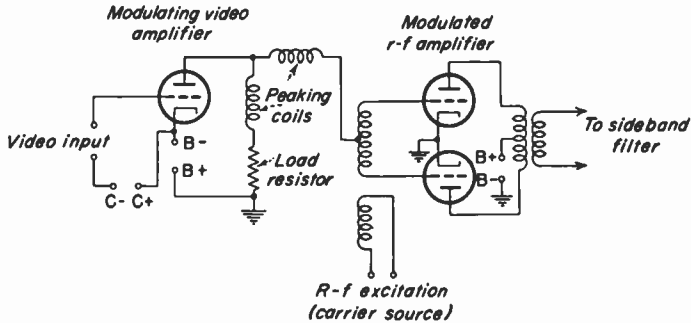 Modulating video
amplifier
Modulated
r-f amplifier
Peaking
coils
Video input
B-
B+
Load
resistor
C- C+
B+
B-
To sideband
filter
R-f excitation
(carrier source)